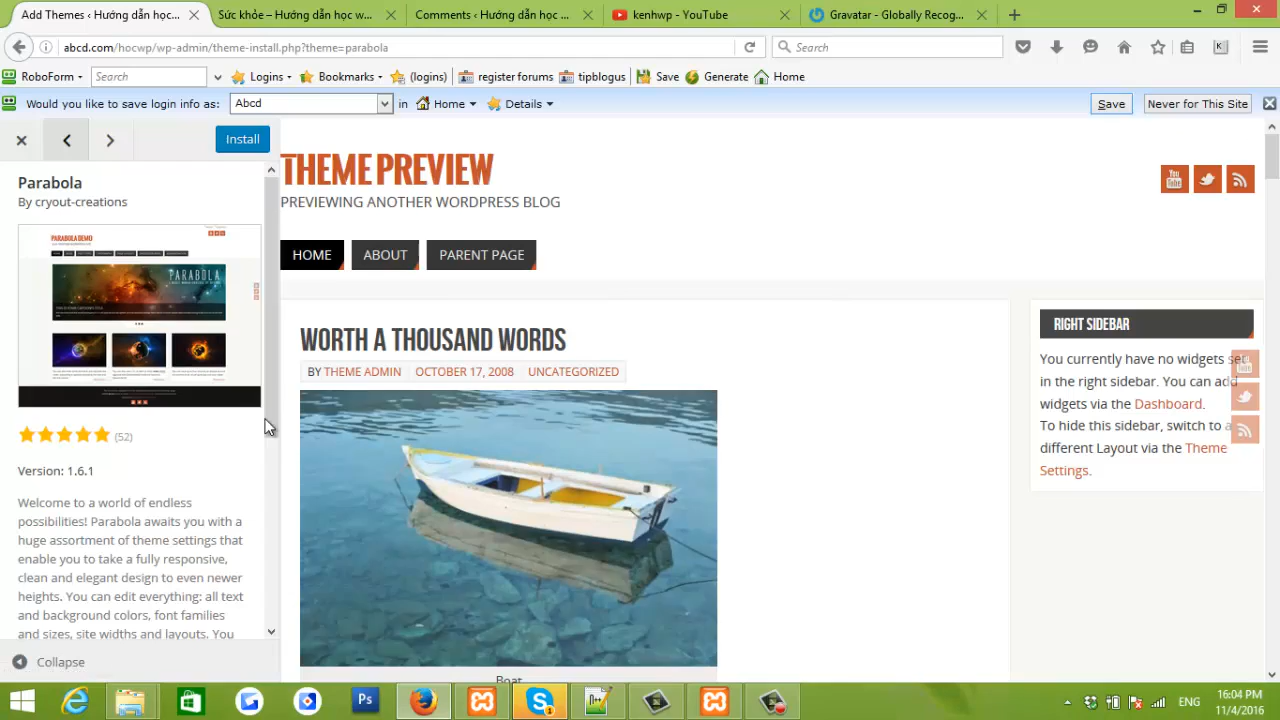 Add Themes ‹ Hướng dẫn h...
Sức khỏe – Hướng dẫn học w...
Comments ‹ Hướng dẫn học ...
kenhwp - YouTube
Gravatar - Globally Recog...
abcd.com/hocwp/wp-admin/theme-install.php?theme=parabola
Search
RoboForm
Search
Logins
Bookmarks
(logins)
register forums
tipblogus
Save
Generate
Home
Would you like to save login info as:
Abcd
in
Home
Details
Save
Never for This Site
Install
Parabola
By cryout-creations
PARABOLA DEMO
PARABOLA
(52)
Version: 1.6.1
Welcome to a world of endless
possibilities! Parabola awaits you with a
huge assortment of theme settings that
enable you to take a fully responsive,
clean and elegant design to even newer
heights. You can edit everything: all text
and background colors, font families
and sizes, site widths and layouts. You
Collapse
THEME PREVIEW
PREVIEWING ANOTHER WORDPRESS BLOG
HOME
ABOUT
PARENT PAGE
WORTH A THOUSAND WORDS
BY THEME ADMIN
OCTOBER 17, 2008
UNCATEGORIZED
Boat
You Tube
RIGHT SIDEBAR
You currently have no widgets set
in the right sidebar. You can add
widgets via the Dashboard.
To hide this sidebar, switch to a
different Layout via the Theme
Settings.
Ps
ENG
16:04 PM
11/4/2016